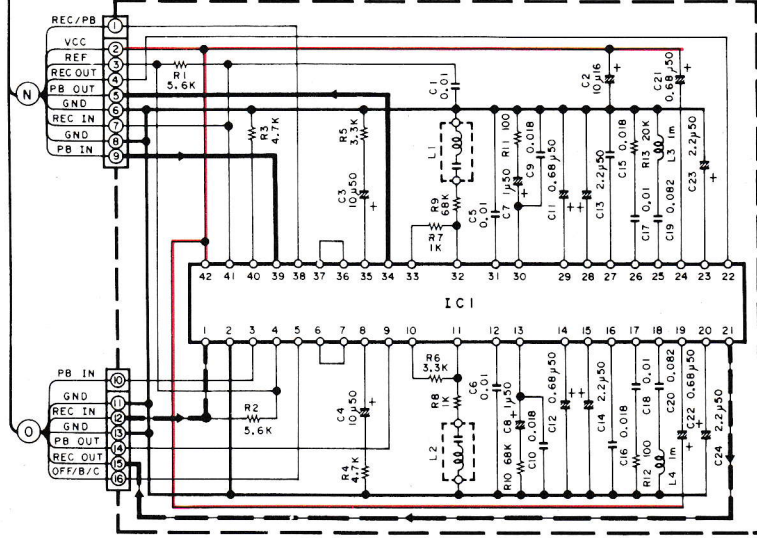 REC/PB 1
VCC 2
REF 3
REC OUT 4
PB OUT 5
GND 6
REC IN 7
GND 8
PB IN 9
N
R1
5.6K
R3
4.7K
R5
3.3K
C3
10μ50
+
C1
0.01
L1
R9
68K
R7
1K
C5
0.01
R11 100
C7 1μ50
+
C9 0.018
C11 0.68μ50
+
C13 2.2μ50
+
C2
10μ16
+
C15 0.018
C17 0.01
R13 20K
C19 0.082
L3 1m
C21
0.68μ50
+
C23 2.2μ50
+
42 41 40 39 38 37 36 35 34 33 32 31 30 29 28 27 26 25 24 23 22
IC1
1 2 3 4 5 6 7 8 9 10 11 12 13 14 15 16 17 18 19 20 21
PB IN 10
GND 11
REC IN 12
GND 13
PB OUT 14
REC OUT 15
OFF/B/C 16
O
R2
5.6K
C4
10μ50
+
R4
4.7K
R6
3.3K
R8
1K
L2
C6
0.01
C8 1μ50
+
R10 68K
C10 0.018
C12 0.68μ50
+
+
C14 2.2μ50
C16 0.018
C18 0.01
R12 100
C20 0.082
L4 1m
C22 0.68μ50
+
C24 2.2μ50
+